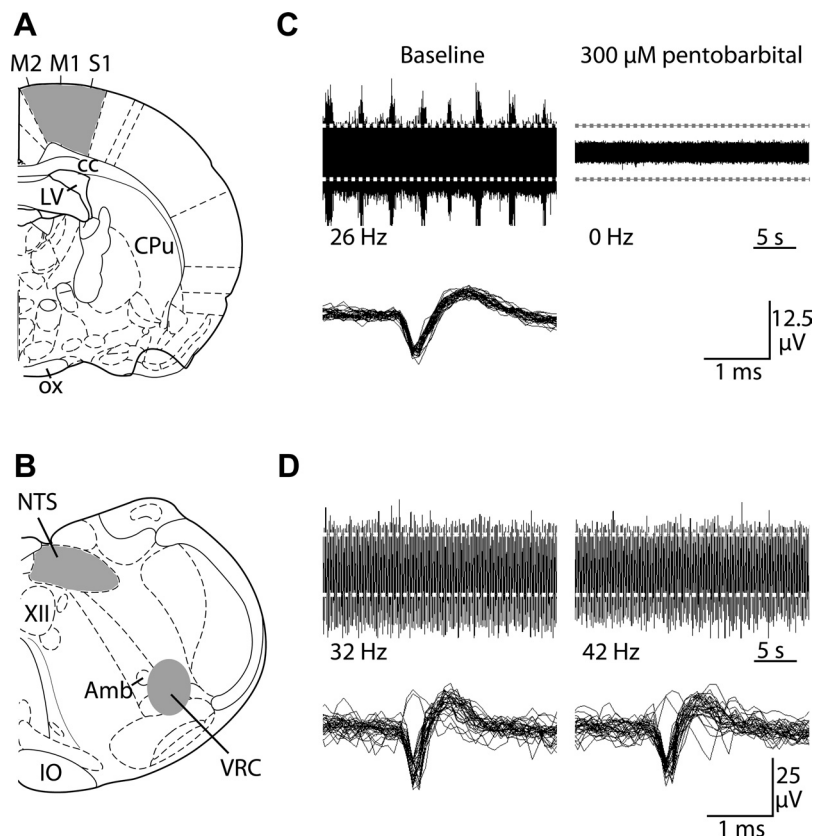 A
M2 M1 S1
cc
LV
CPu
ox
B
NTS
XII
Amb
IO
VRC
C
Baseline
300 µM pentobarbital
26 Hz
0 Hz
5 s
12.5
µV
1 ms
D
32 Hz
42 Hz
5 s
25
µV
1 ms